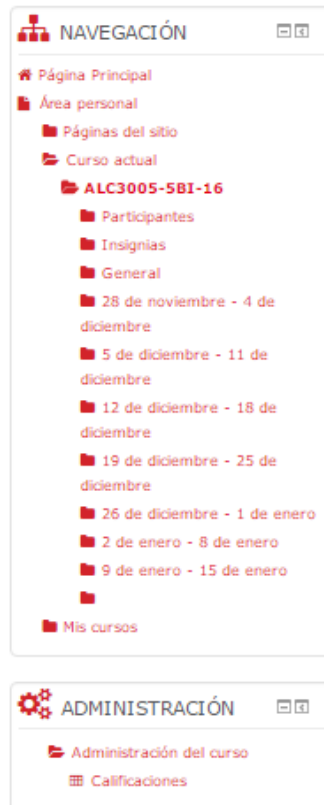 NAVEGACIÓN
Página Principal
Área personal
Páginas del sitio
Curso actual
ALC3005-5BI-16
Participantes
Insignias
General
28 de noviembre - 4 de
diciembre
5 de diciembre - 11 de
diciembre
12 de diciembre - 18 de
diciembre
19 de diciembre - 25 de
diciembre
26 de diciembre - 1 de enero
2 de enero - 8 de enero
9 de enero - 15 de enero
Mis cursos
ADMINISTRACIÓN
Administración del curso
Calificaciones